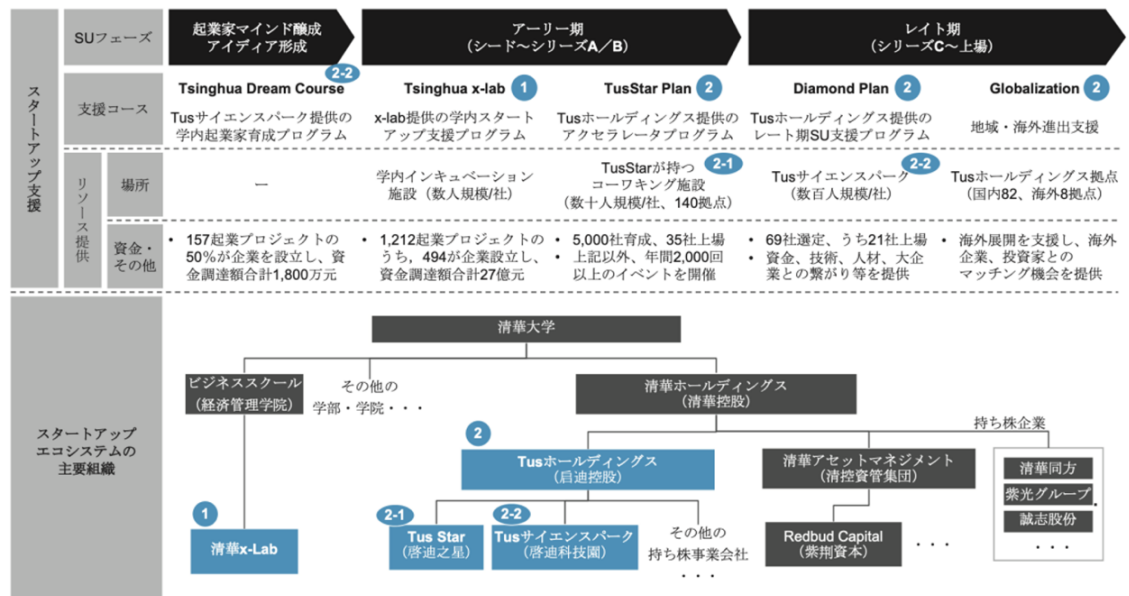 スタートアップ支援
SUフェーズ
起業家マインド醸成
アイディア形成
アーリー期
（シード〜シリーズA／B）
レイト期
（シリーズC〜上場）
支援コース
2-2
Tsinghua Dream Course
Tusサイエンスパーク提供の
学内起業家育成プログラム
Tsinghua x-lab
1
x-lab提供の学内スタート
アップ支援プログラム
TusStar Plan
2
Tusホールディングス提供の
アクセラレータプログラム
Diamond Plan
2
Tusホールディングス提供の
レート期SU支援プログラム
Globalization
2
地域・海外進出支援
リソース提供
場所
ー
学内インキュベーション
施設（数人規模/社）
2-1
TusStarが持つ
コーワキング施設
（数十人規模/社、140拠点）
2-2
Tusサイエンスパーク
（数百人規模/社）
Tusホールディングス拠点
（国内82、海外8拠点）
資金・
その他
• 157起業プロジェクトの
50%が企業を設立し、資
金調達額合計1,800万元
• 1,212起業プロジェクトの
うち，494が企業設立し、
資金調達額合計27億元
• 5,000社育成、35社上場
• 上記以外、年間2,000回
以上のイベントを開催
• 69社選定、うち21社上場
• 資金、技術、人材、大企
業との繋がり等を提供
• 海外展開を支援し、海外
企業、投資家との
マッチング機会を提供
スタートアップ
エコシステムの
主要組織
清華大学
ビジネススクール
（経済管理学院）
その他の
学部・学院・・・
清華ホールディングス
（清華控股）
持ち株企業
2
Tusホールディングス
（启迪控股）
清華アセットマネジメント
（清控資管集団）
清華同方
紫光グループ
誠志股份
・・・
1
清華x-Lab
2-1
Tus Star
（啓迪之星）
2-2
Tusサイエンスパーク
（啓迪科技園）
その他の
持ち株事業会社
・・・
Redbud Capital
（紫荆資本）
・・・